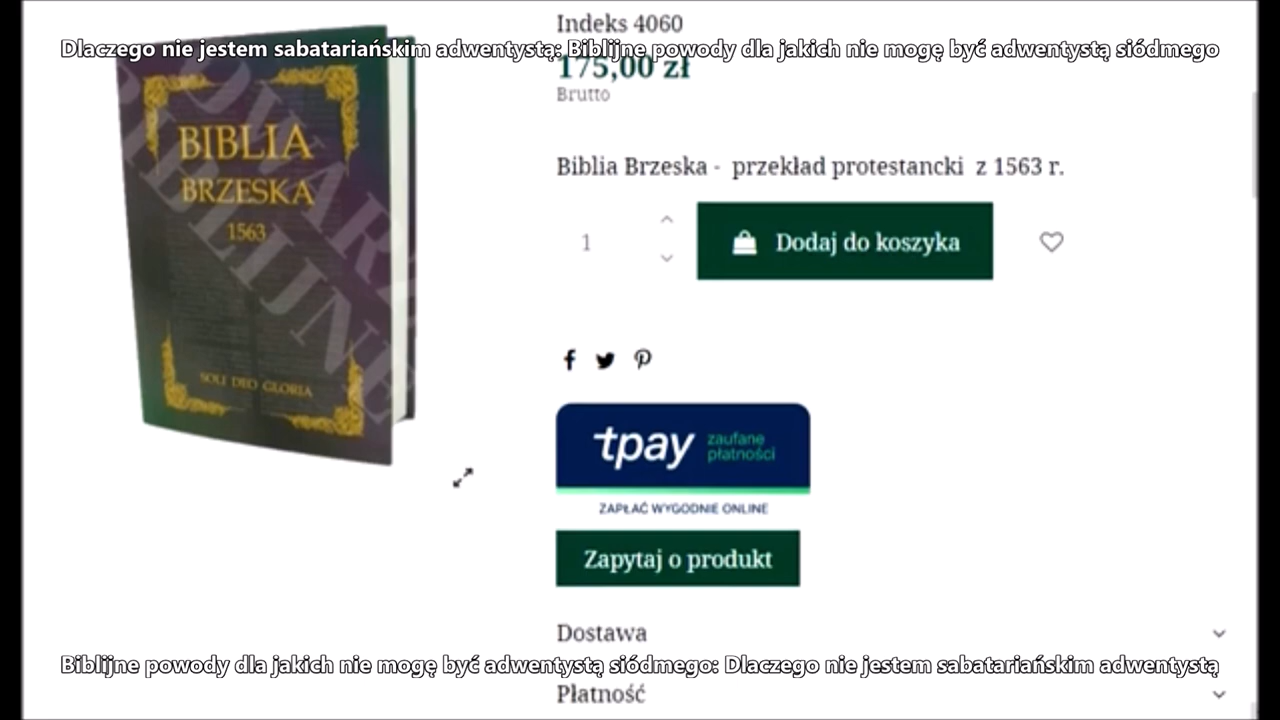 Indeks 4060
Dlaczego nie jestem sabatariańskim adwentystą: Biblijne powody dla jakich nie mogę być adwentystą siódmego
175,00 zł
Brutto
BIBLIA
BRZESKA
1563
SOLI DEO GLORIA
Biblia Brzeska - przekład protestancki z 1563 r.
1
Dodaj do koszyka
tpay zaufane
płatności
ZAPŁAĆ WYGODNIE ONLINE
Zapytaj o produkt
Dostawa
Biblijne powody dla jakich nie mogę być adwentystą siódmego: Dlaczego nie jestem sabatariańskim adwentystą
Płatność